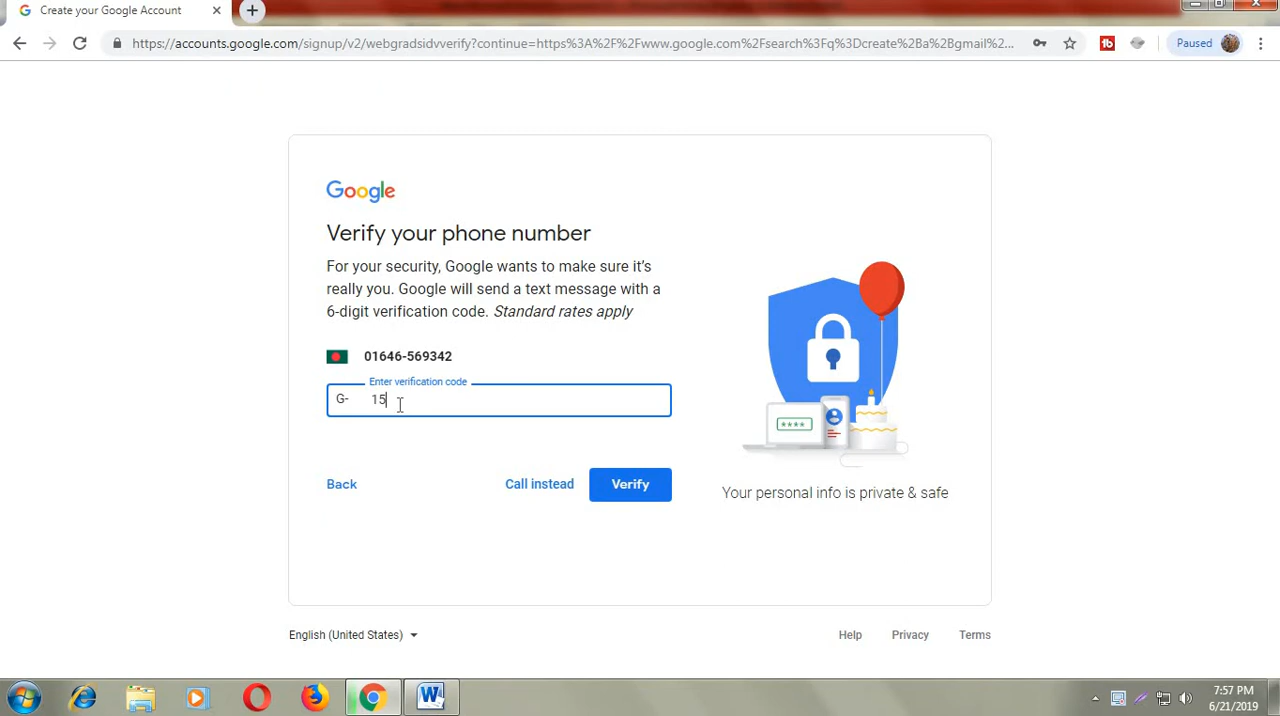 Create your Google Account
https://accounts.google.com/signup/v2/webgradsidvverify?continue=https%3A%2F%2Fwww.google.com%2Fsearch%3Fq%3Dcreate%2Ba%2Bgmail%2...
Paused
Google
Verify your phone number
For your security, Google wants to make sure it's
really you. Google will send a text message with a
6-digit verification code. Standard rates apply
01646-569342
Enter verification code
G- 15
****
Back
Call instead
Verify
Your personal info is private & safe
English (United States)
Help
Privacy
Terms
7:57 PM
6/21/2019